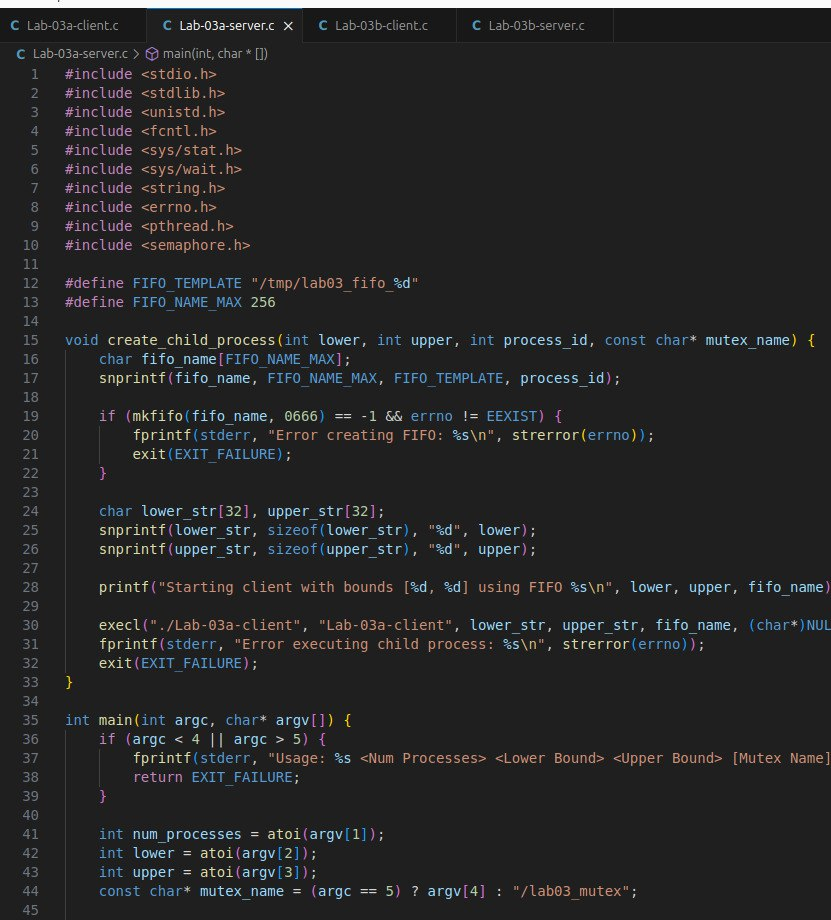 Lab-03a-client.c
Lab-03a-server.c
Lab-03b-client.c
Lab-03b-server.c
Lab-03a-server.c > main(int, char * [])
1 #include <stdio.h>
2 #include <stdlib.h>
3 #include <unistd.h>
4 #include <fcntl.h>
5 #include <sys/stat.h>
6 #include <sys/wait.h>
7 #include <string.h>
8 #include <errno.h>
9 #include <pthread.h>
10 #include <semaphore.h>
11
12 #define FIFO_TEMPLATE "/tmp/lab03_fifo_%d"
13 #define FIFO_NAME_MAX 256
14
15 void create_child_process(int lower, int upper, int process_id, const char* mutex_name) {
16     char fifo_name[FIFO_NAME_MAX];
17     snprintf(fifo_name, FIFO_NAME_MAX, FIFO_TEMPLATE, process_id);
18
19     if (mkfifo(fifo_name, 0666) == -1 && errno != EEXIST) {
20         fprintf(stderr, "Error creating FIFO: %s\n", strerror(errno));
21         exit(EXIT_FAILURE);
22     }
23
24     char lower_str[32], upper_str[32];
25     snprintf(lower_str, sizeof(lower_str), "%d", lower);
26     snprintf(upper_str, sizeof(upper_str), "%d", upper);
27
28     printf("Starting client with bounds [%d, %d] using FIFO %s\n", lower, upper, fifo_name)
29
30     execl("./Lab-03a-client", "Lab-03a-client", lower_str, upper_str, fifo_name, (char*)NUL
31     fprintf(stderr, "Error executing child process: %s\n", strerror(errno));
32     exit(EXIT_FAILURE);
33 }
34
35 int main(int argc, char* argv[]) {
36     if (argc < 4 || argc > 5) {
37         fprintf(stderr, "Usage: %s <Num Processes> <Lower Bound> <Upper Bound> [Mutex Name]
38         return EXIT_FAILURE;
39     }
40
41     int num_processes = atoi(argv[1]);
42     int lower = atoi(argv[2]);
43     int upper = atoi(argv[3]);
44     const char* mutex_name = (argc == 5) ? argv[4] : "/lab03_mutex";
45